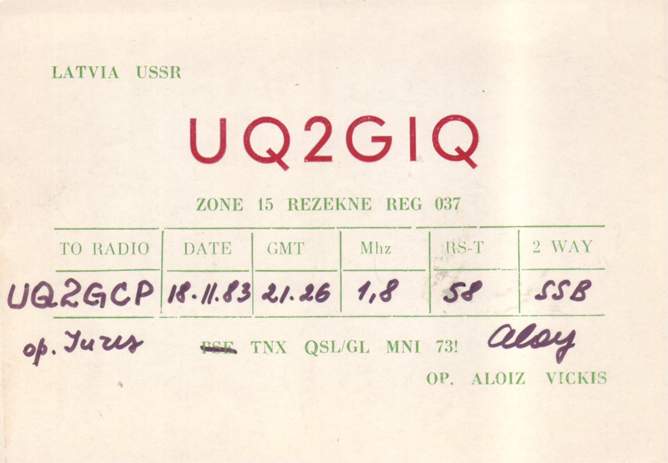 LATVIA USSR
UQ2GIQ
ZONE 15 REZEKNE REG 037
TO RADIO DATE GMT Mhz RS-T 2 WAY
UQ2GCP 18.11.83 21.26 1,8 58 SSB
op. Juris PSE TNX QSL/GL MNI 73! Aloy
OP. ALOIZ VICKIS